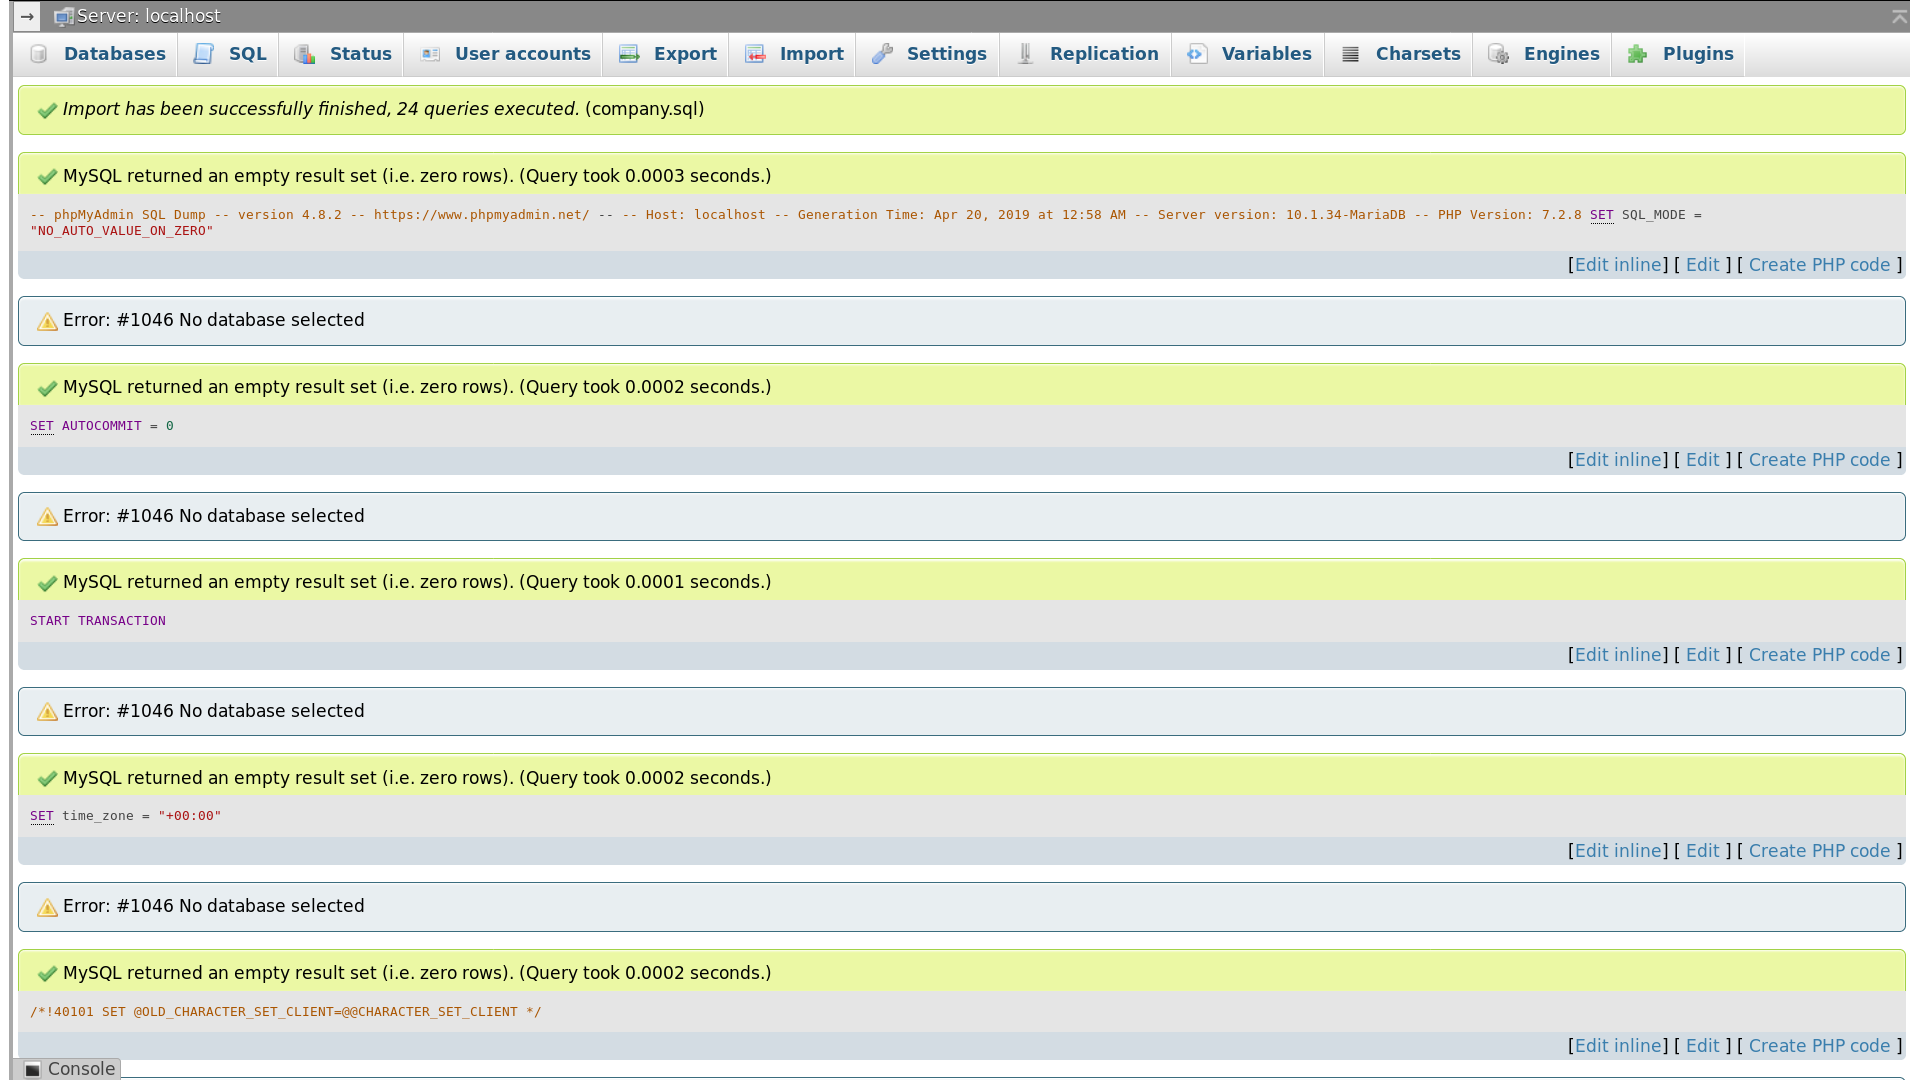 → Server: localhost
Databases SQL Status User accounts Export Import Settings Replication Variables Charsets Engines Plugins
Import has been successfully finished, 24 queries executed. (company.sql)
MySQL returned an empty result set (i.e. zero rows). (Query took 0.0003 seconds.)
-- phpMyAdmin SQL Dump -- version 4.8.2 -- https://www.phpmyadmin.net/ -- -- Host: localhost -- Generation Time: Apr 20, 2019 at 12:58 AM -- Server version: 10.1.34-MariaDB -- PHP Version: 7.2.8 SET SQL_MODE =
"NO_AUTO_VALUE_ON_ZERO"
[Edit inline] [ Edit ] [ Create PHP code ]
Error: #1046 No database selected
MySQL returned an empty result set (i.e. zero rows). (Query took 0.0002 seconds.)
SET AUTOCOMMIT = 0
[Edit inline] [ Edit ] [ Create PHP code ]
Error: #1046 No database selected
MySQL returned an empty result set (i.e. zero rows). (Query took 0.0001 seconds.)
START TRANSACTION
[Edit inline] [ Edit ] [ Create PHP code ]
Error: #1046 No database selected
MySQL returned an empty result set (i.e. zero rows). (Query took 0.0002 seconds.)
SET time_zone = "+00:00"
[Edit inline] [ Edit ] [ Create PHP code ]
Error: #1046 No database selected
MySQL returned an empty result set (i.e. zero rows). (Query took 0.0002 seconds.)
/*!40101 SET @OLD_CHARACTER_SET_CLIENT=@@CHARACTER_SET_CLIENT */
[Edit inline] [ Edit ] [ Create PHP code ]
Console